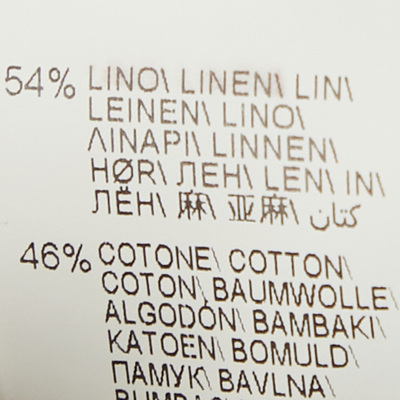 54% LINO\ LINEN\ LIN\
LEINEN\ LINO\
ΛΙΝΑΡΙ\ LINNEN\
HØR\ ЛЕН\ LEN\ IN\
ЛЁН\ 麻\ 亚麻\ كتان
46% COTONE\ COTTON\
COTON\ BAUMWOLLE\
ALGODÓN\ BAMBAKI\
KATOEN\ BOMULD\
ПАМУК\ BAVLNA\